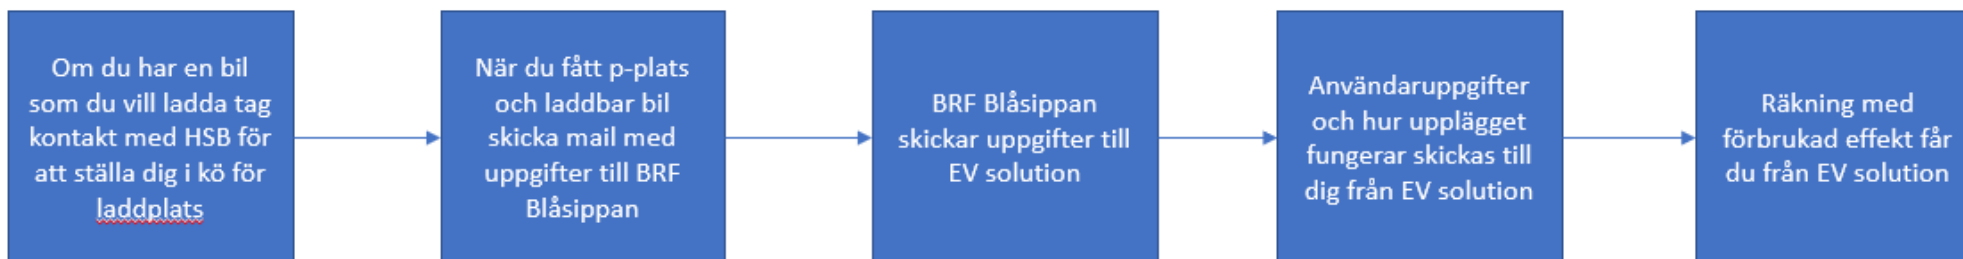 Om du har en bil
som du vill ladda tag
kontakt med HSB för
att ställa dig i kö för
laddplats
När du fått p-plats
och laddbar bil
skicka mail med
uppgifter till BRF
Blåsippan
BRF Blåsippan
skickar uppgifter till
EV solution
Användaruppgifter
och hur upplägget
fungerar skickas till
dig från EV solution
Räkning med
förbrukad effekt får
du från EV solution